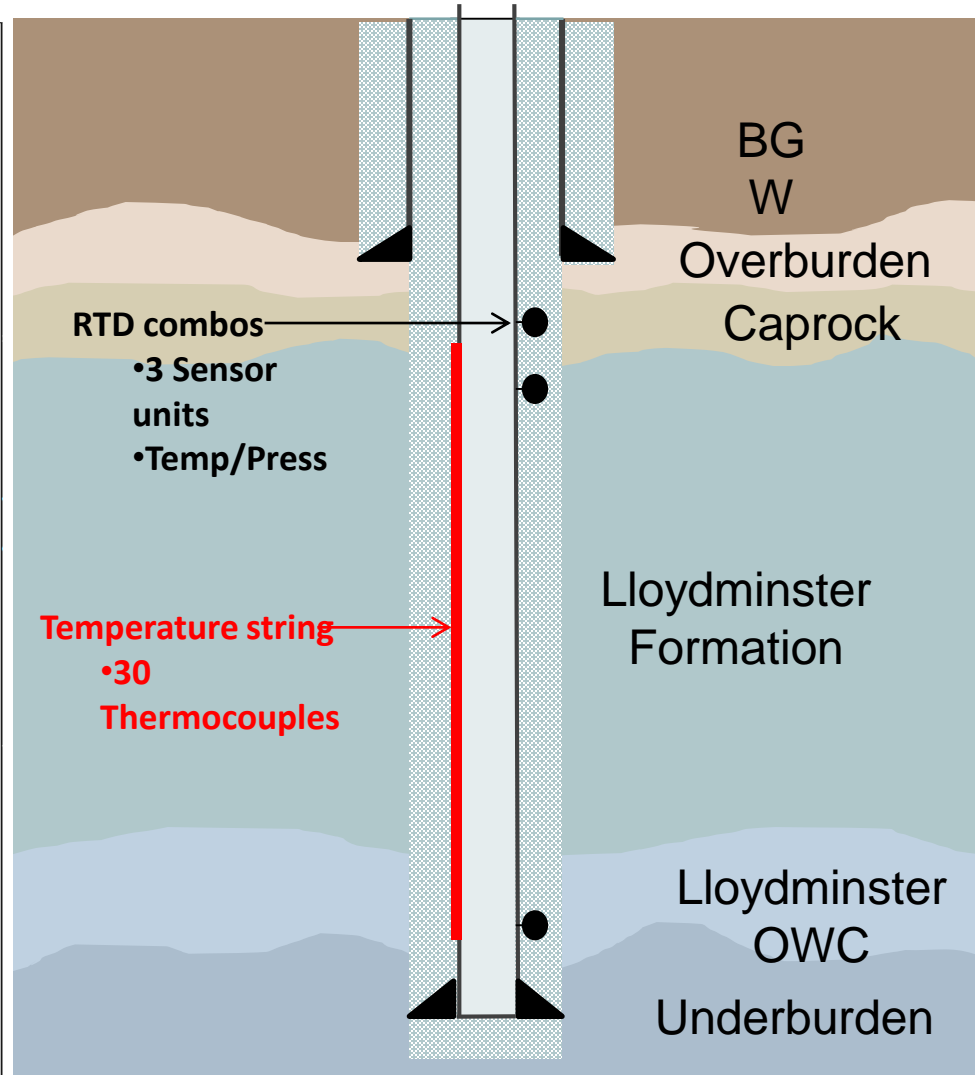 BG
W
Overburden
Caprock
RTD combos
•3 Sensor
units
•Temp/Press
Lloydminster
Formation
Temperature string
•30
Thermocouples
Lloydminster
OWC
Underburden